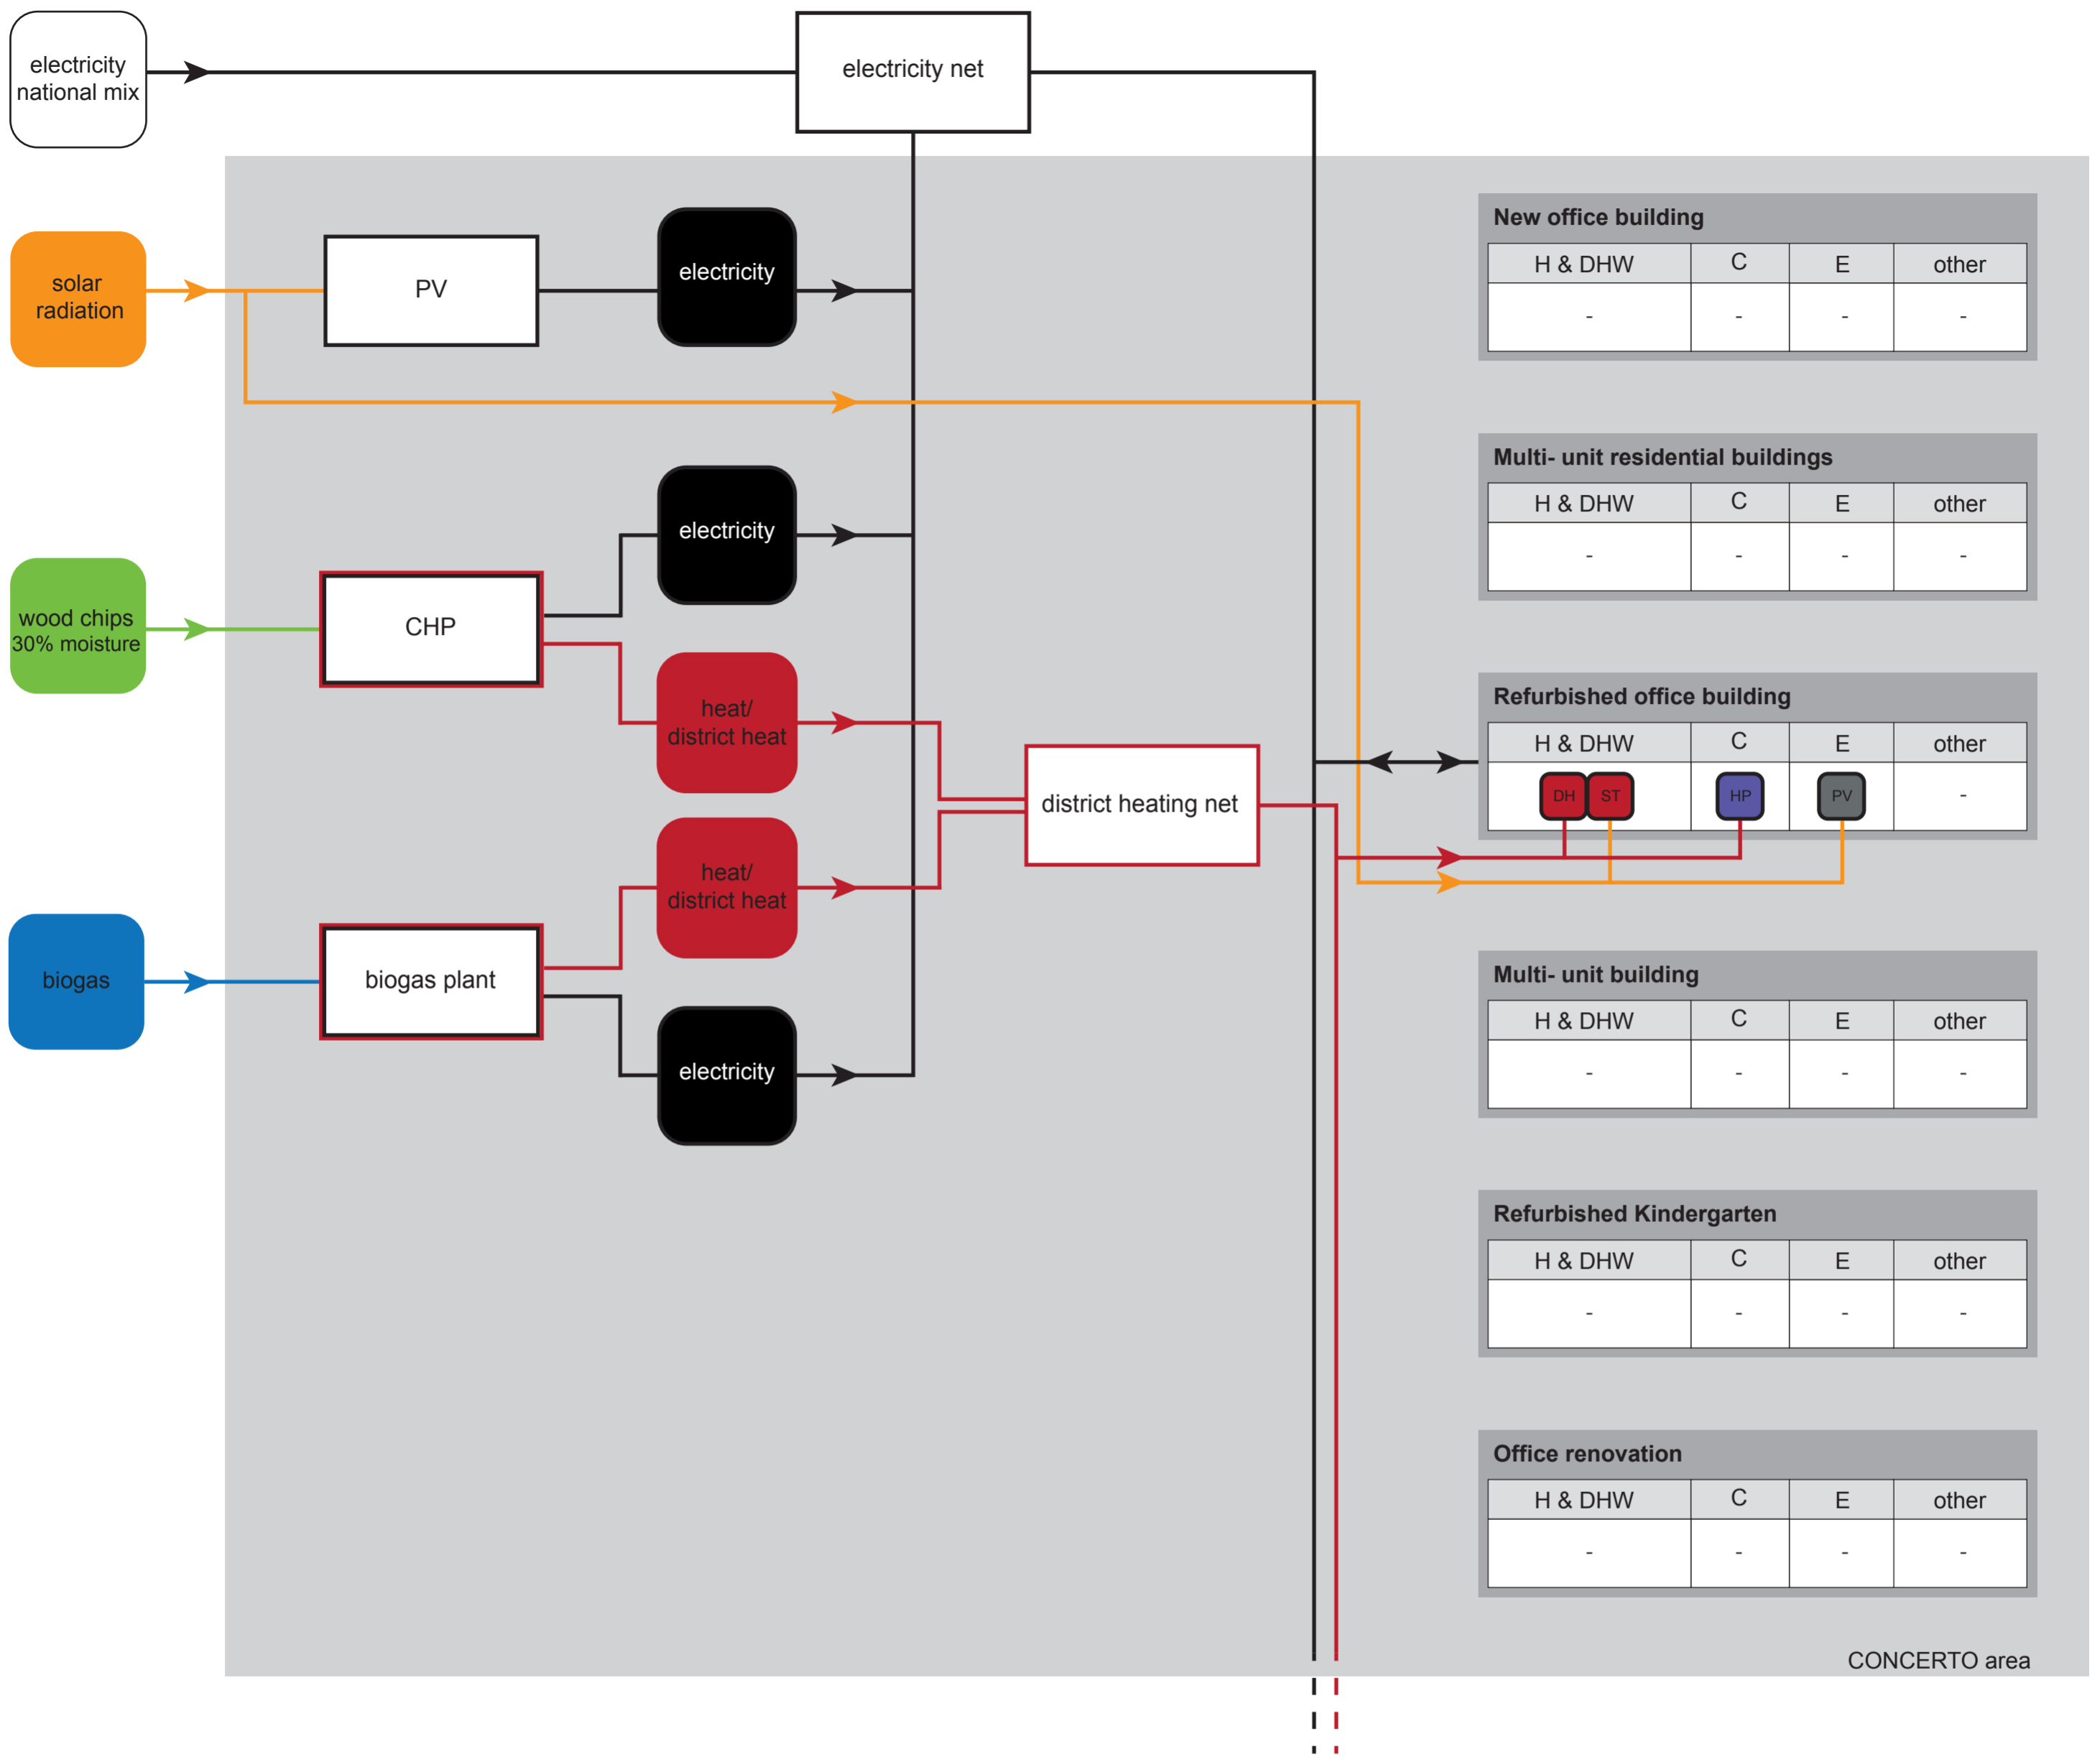 electricity
national mix
electricity net
solar
radiation
PV
electricity
wood chips
30% moisture
CHP
electricity
heat/
district heat
heat/
district heat
district heating net
biogas
biogas plant
electricity
New office building
H & DHW C E other
- - - -
Multi- unit residential buildings
H & DHW C E other
- - - -
Refurbished office building
H & DHW C E other
DH ST HP PV -
Multi- unit building
H & DHW C E other
- - - -
Refurbished Kindergarten
H & DHW C E other
- - - -
Office renovation
H & DHW C E other
- - - -
CONCERTO area